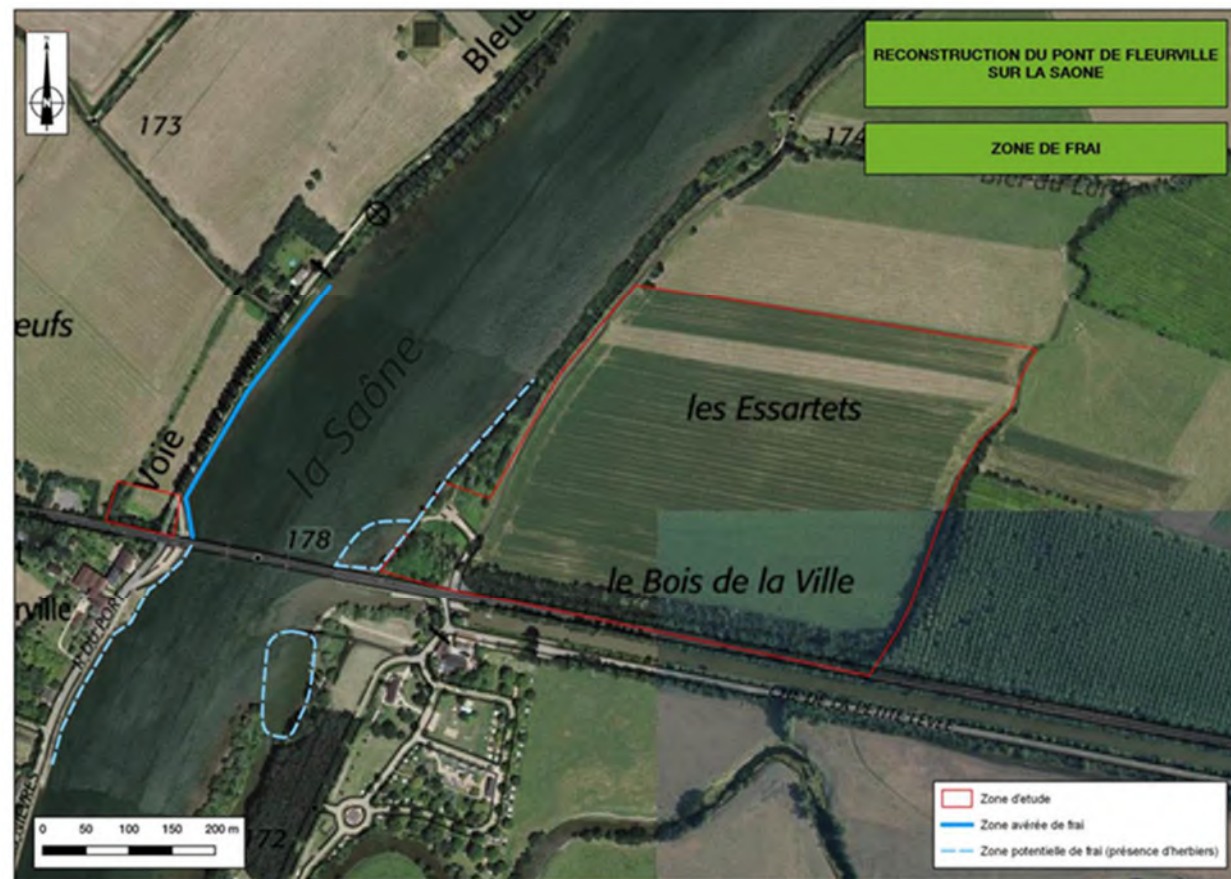 RECONSTRUCTION DU PONT DE FLEURVILLE
SUR LA SAONE
ZONE DE FRAI
N
Bleue
173
174
eufs
Voie
la Saône
les Essartets
178
le Bois de la Ville
rville
R DU PORT
172
0 50 100 150 200 m
Zone d'etude
Zone avérée de frai
Zone potentielle de frai (présence d'herbiers)